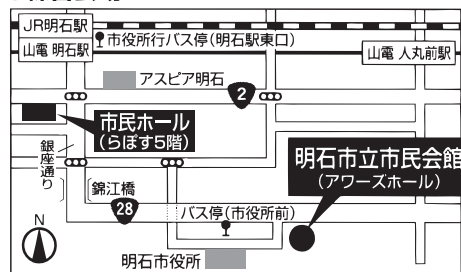 JR明石駅
山電 明石駅
市役所行バス停(明石駅東口)
山電 人丸前駅
アスピア明石
2
市民ホール
(らぽす5階)
銀座通り
明石市立市民会館
(アワーズホール)
錦江橋
28
バス停(市役所前)
N
明石市役所